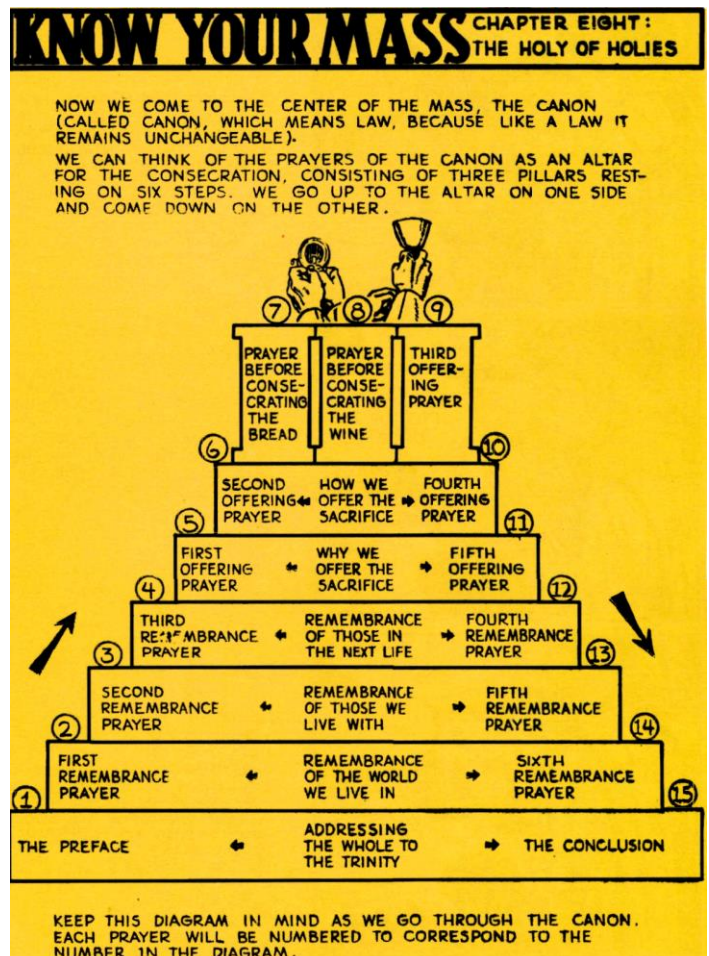 KNOW YOUR MASS
CHAPTER EIGHT:
THE HOLY OF HOLIES
NOW WE COME TO THE CENTER OF THE MASS, THE CANON
(CALLED CANON, WHICH MEANS LAW, BECAUSE LIKE A LAW IT
REMAINS UNCHANGEABLE).
WE CAN THINK OF THE PRAYERS OF THE CANON AS AN ALTAR
FOR THE CONSECRATION, CONSISTING OF THREE PILLARS REST-
ING ON SIX STEPS. WE GO UP TO THE ALTAR ON ONE SIDE
AND COME DOWN ON THE OTHER.
7 8 9
PRAYER
BEFORE
CONSE-
CRATING
THE
BREAD
PRAYER
BEFORE
CONSE-
CRATING
THE
WINE
THIRD
OFFER-
ING
PRAYER
6 10
SECOND
OFFERING
PRAYER
HOW WE
OFFER THE
SACRIFICE
FOURTH
OFFERING
PRAYER
5 11
FIRST
OFFERING
PRAYER
WHY WE
OFFER THE
SACRIFICE
FIFTH
OFFERING
PRAYER
4 12
THIRD
REMEMBRANCE
PRAYER
REMEMBRANCE
OF THOSE IN
THE NEXT LIFE
FOURTH
REMEMBRANCE
PRAYER
3 13
SECOND
REMEMBRANCE
PRAYER
REMEMBRANCE
OF THOSE WE
LIVE WITH
FIFTH
REMEMBRANCE
PRAYER
2 14
FIRST
REMEMBRANCE
PRAYER
REMEMBRANCE
OF THE WORLD
WE LIVE IN
SIXTH
REMEMBRANCE
PRAYER
1 15
THE PREFACE
ADDRESSING
THE WHOLE TO
THE TRINITY
THE CONCLUSION
KEEP THIS DIAGRAM IN MIND AS WE GO THROUGH THE CANON.
EACH PRAYER WILL BE NUMBERED TO CORRESPOND TO THE
NUMBER IN THE DIAGRAM.